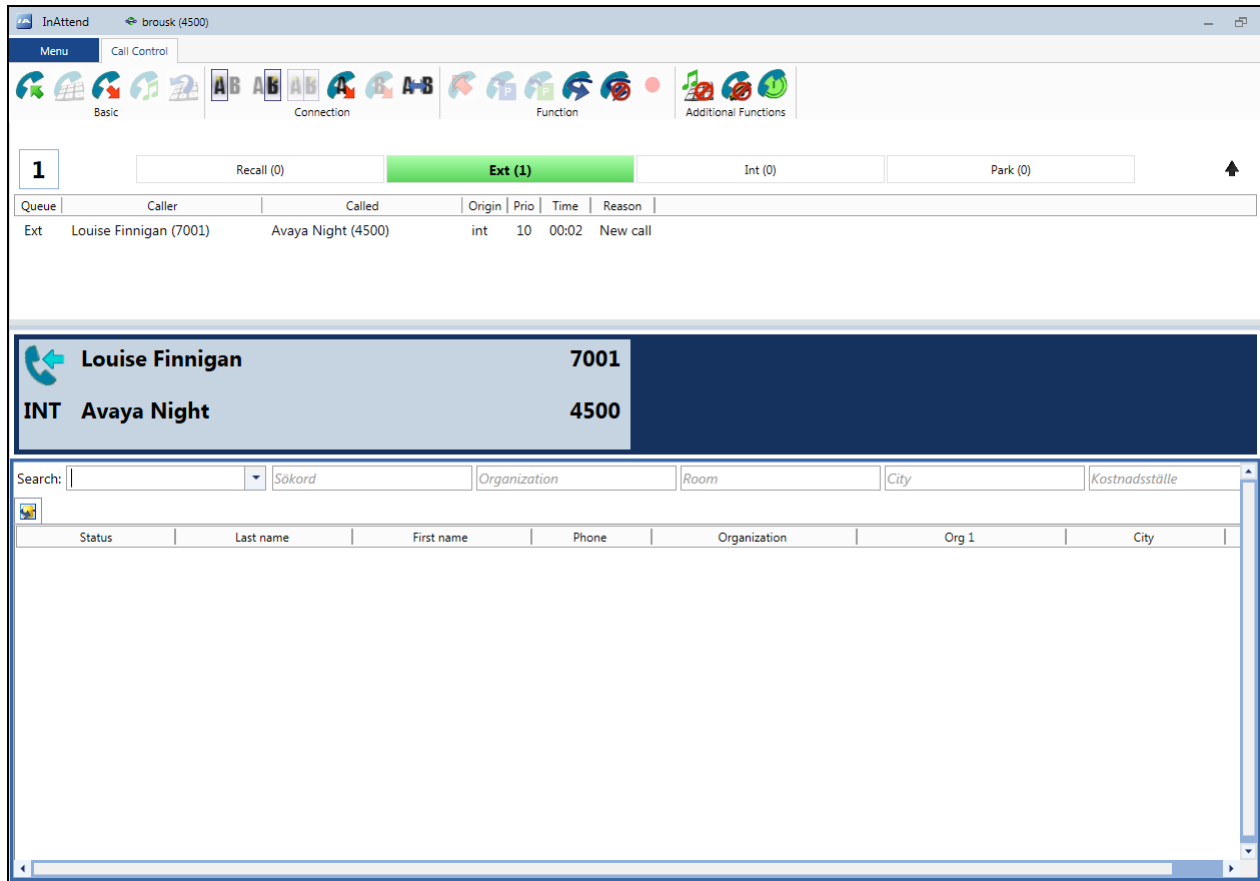 InAttend brousk (4500)
Menu Call Control
AB AB AB A B A-B P P
Basic Connection Function Additional Functions
1 Recall (0) Ext (1) Int (0) Park (0)
Queue Caller Called Origin Prio Time Reason
Ext Louise Finnigan (7001) Avaya Night (4500) int 10 00:02 New call
Louise Finnigan 7001
INT Avaya Night 4500
Search: Sökord Organization Room City Kostnadsställe
Status Last name First name Phone Organization Org 1 City